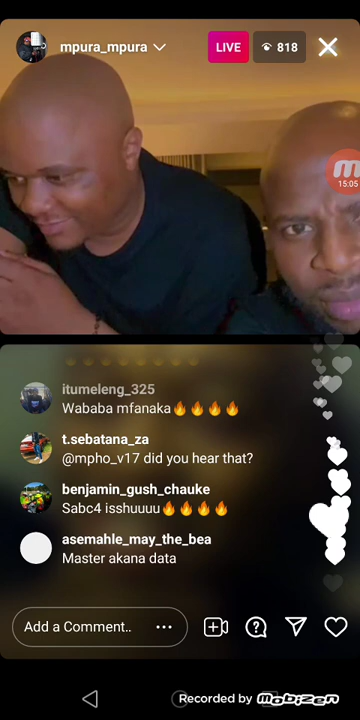 mpura_mpura
LIVE
818
15:05
itumeleng_325
Wababa mfanaka🔥🔥🔥🔥
t.sebatana_za
@mpho_v17 did you hear that?
benjamin_gush_chauke
Sabc4 isshuuuu🔥🔥🔥🔥
asemahle_may_the_bea
Master akana data
Add a Comment..
Recorded by mobizen